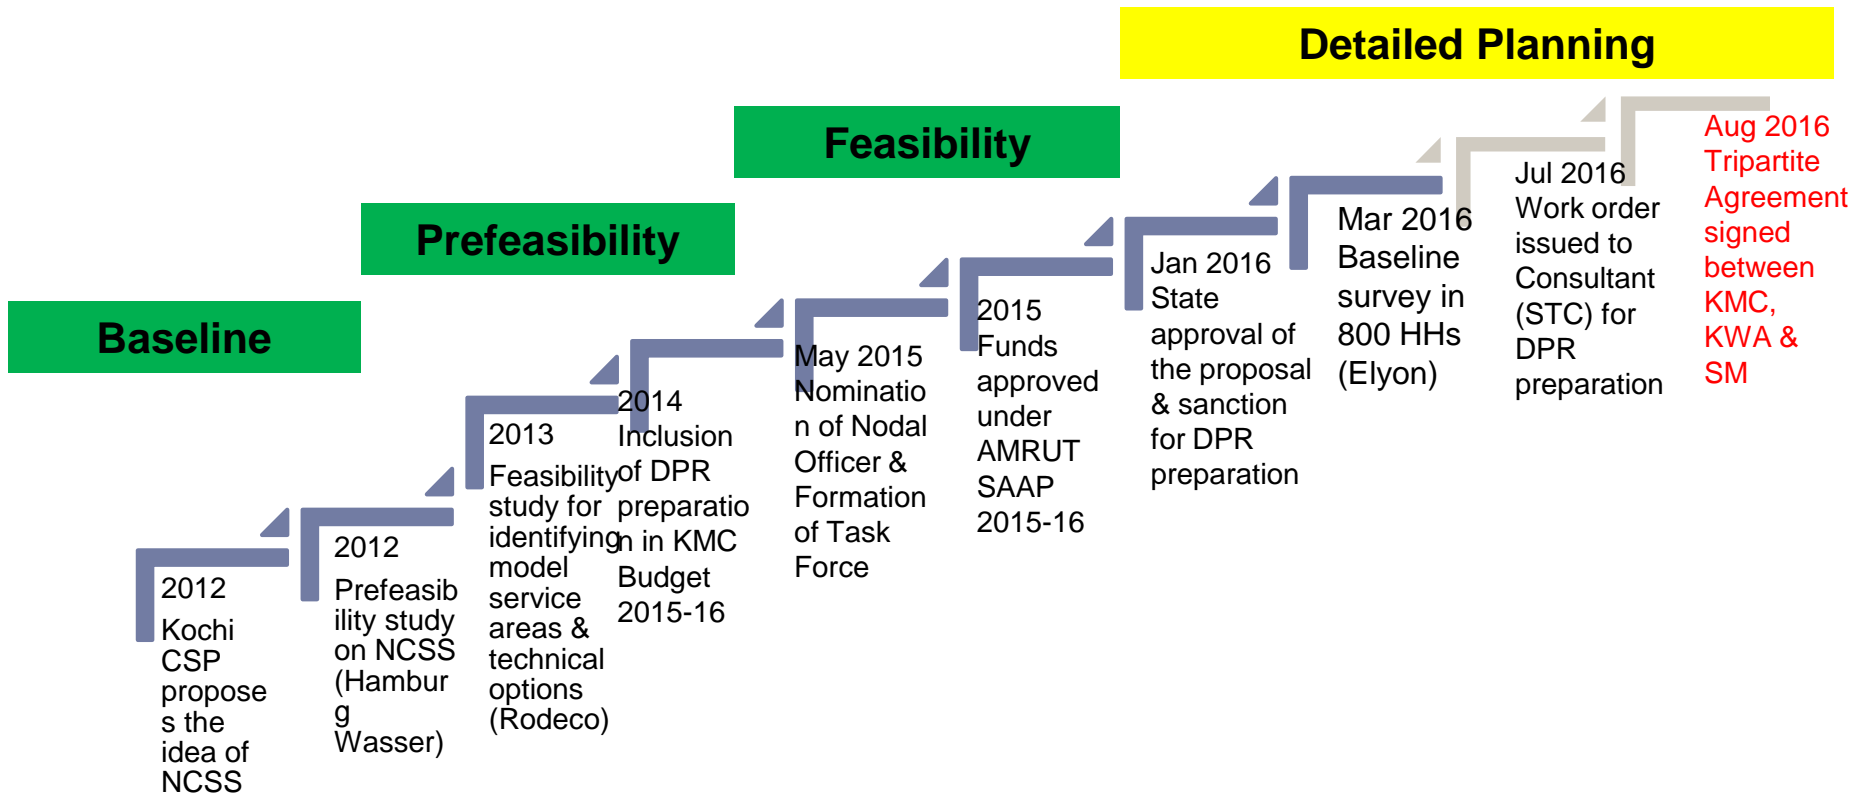 Detailed Planning
Feasibility
Prefeasibility
Baseline
2012
Kochi
CSP
propose
s the
idea of
NCSS
2012
Prefeasib
ility study
on NCSS
(Hambur
g
Wasser)
2013
Feasibility
study for
identifying
model
service
areas &
technical
options
(Rodeco)
2014
Inclusion
of DPR
preparatio
n in KMC
Budget
2015-16
May 2015
Nominatio
n of Nodal
Officer &
Formation
of Task
Force
2015
Funds
approved
under
AMRUT
SAAP
2015-16
Jan 2016
State
approval of
the proposal
& sanction
for DPR
preparation
Mar 2016
Baseline
survey in
800 HHs
(Elyon)
Jul 2016
Work order
issued to
Consultant
(STC) for
DPR
preparation
Aug 2016
Tripartite
Agreement
signed
between
KMC,
KWA &
SM